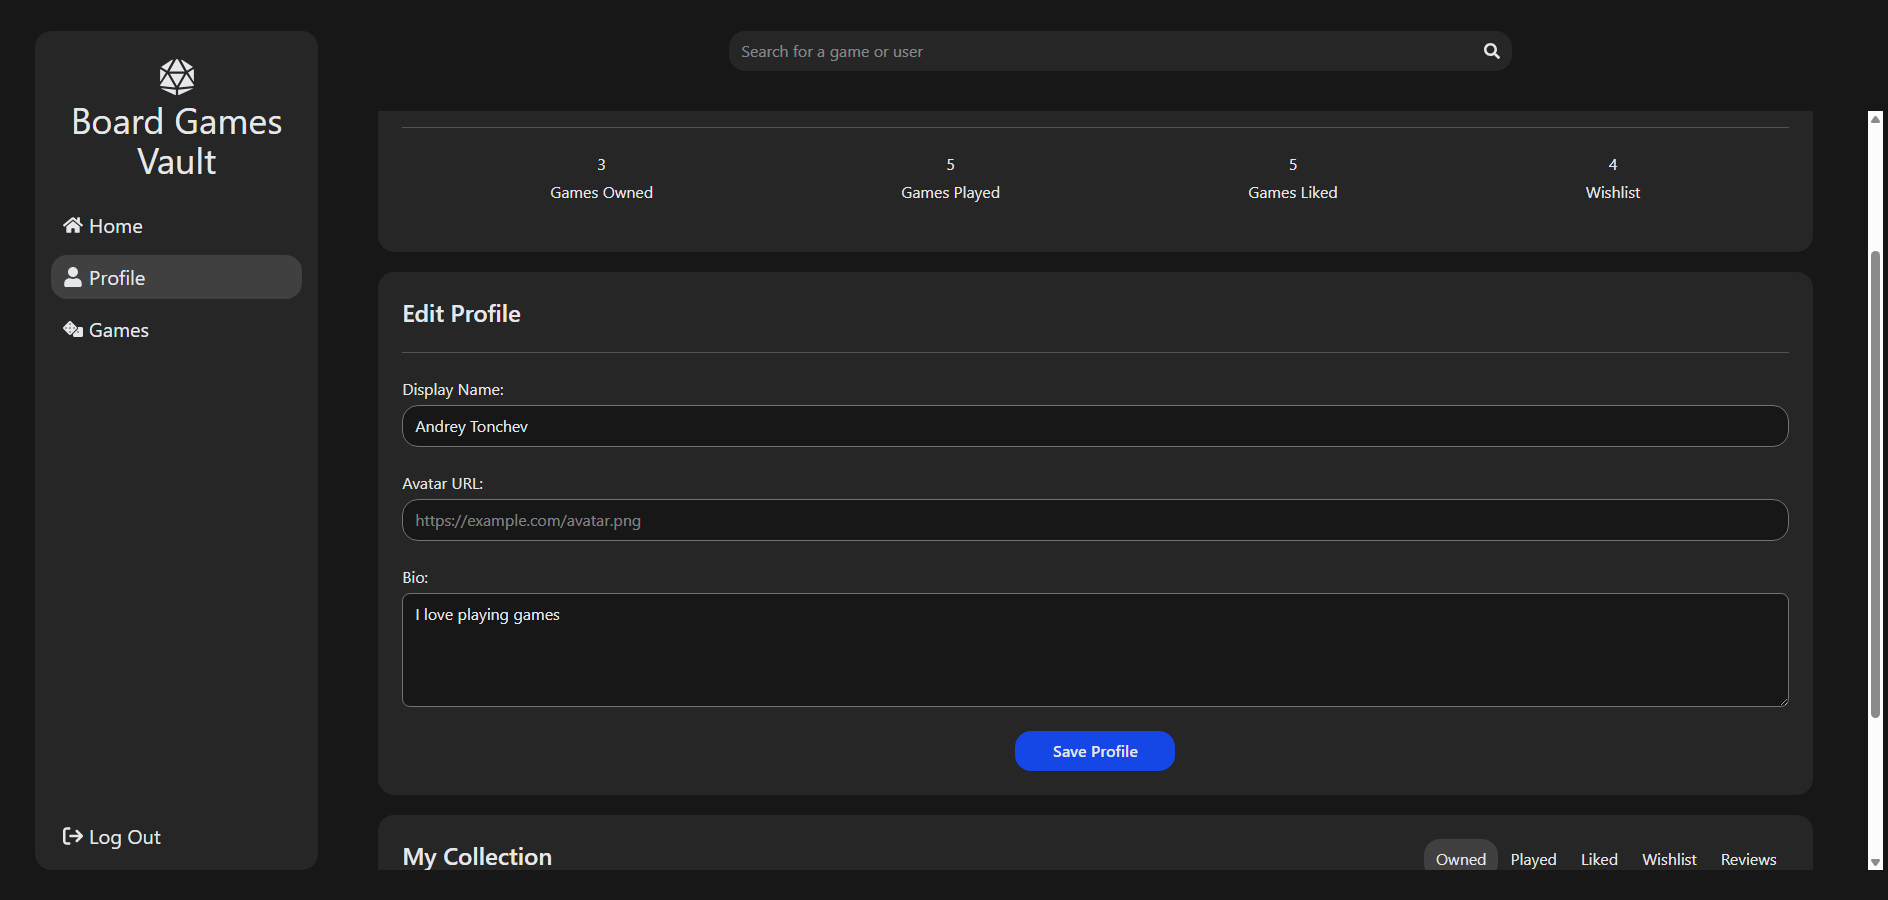 Board Games
Vault
Home
Profile
Games
Log Out
Search for a game or user
3
Games Owned
5
Games Played
5
Games Liked
4
Wishlist
Edit Profile
Display Name:
Andrey Tonchev
Avatar URL:
https://example.com/avatar.png
Bio:
I love playing games
Save Profile
My Collection
Owned Played Liked Wishlist Reviews